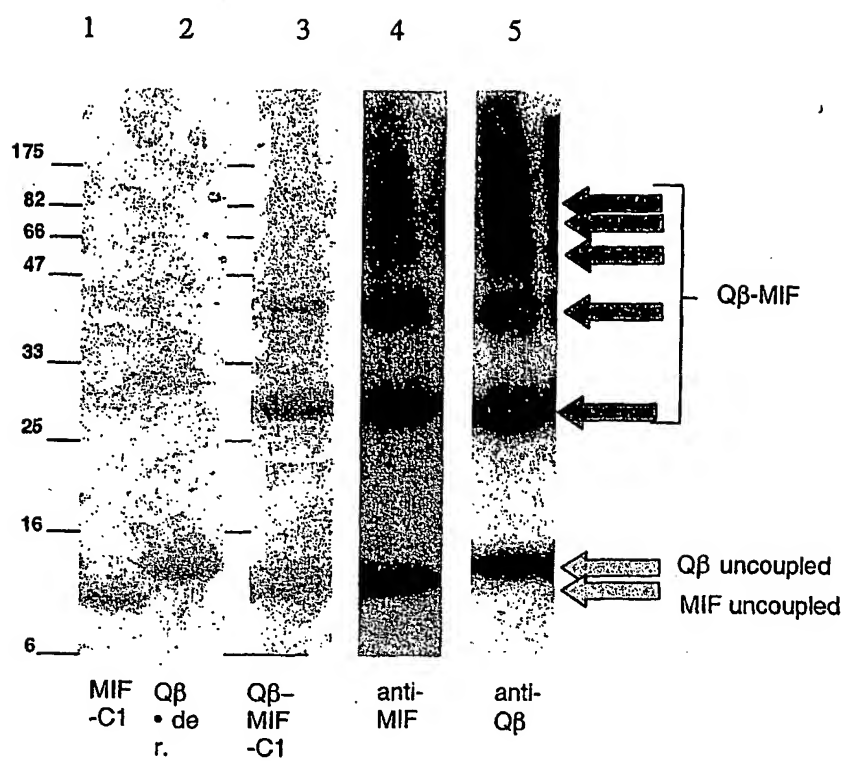 1 2 3 4 5
175
82
66
47
33
25
16
6
Qβ-MIF
Qβ uncoupled
MIF uncoupled
MIF
-C1
Qβ
• de
r.
Qβ–
MIF
-C1
anti-
MIF
anti-
Qβ